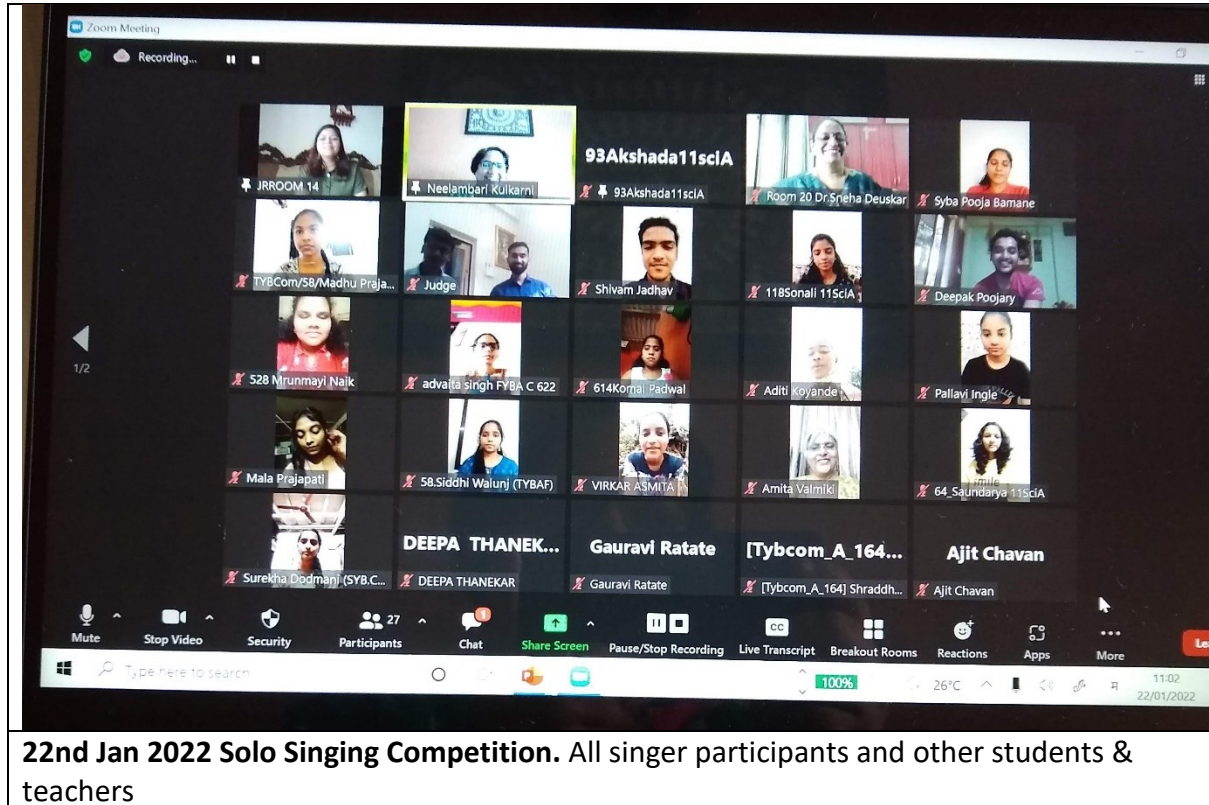 Zoom Meeting
Recording...
93Akshada11sciA
JRROOM 14
Neelambari Kulkarni
93Akshada11sciA
Room 20 Dr.Sneha Deuskar
Syba Pooja Bamane
TYBCom/58/Madhu Praja...
Judge
Shivam Jadhav
118Sonali 11SciA
Deepak Poojary
1/2
528 Mrunmayi Naik
advaita singh FYBA C 622
614Komal Padwal
Aditi Koyande
Pallavi Ingle
Mala Prajapati
58.Siddhi Walunj (TYBAF)
VIRKAR ASMITA
Amita Valmiki
smile
64_Saundarya 11SciA
DEEPA THANEK...
Gauravi Ratate
[Tybcom_A_164...
Ajit Chavan
Surekha Dodmani (SYB.C...
DEEPA THANEKAR
Gauravi Ratate
[Tybcom_A_164] Shraddh...
Ajit Chavan
27
1
CC
Mute
Stop Video
Security
Participants
Chat
Share Screen
Pause/Stop Recording
Live Transcript
Breakout Rooms
Reactions
Apps
More
Type here to search
100%
26°C
म
11:02
22/01/2022
22nd Jan 2022 Solo Singing Competition. All singer participants and other students &
teachers